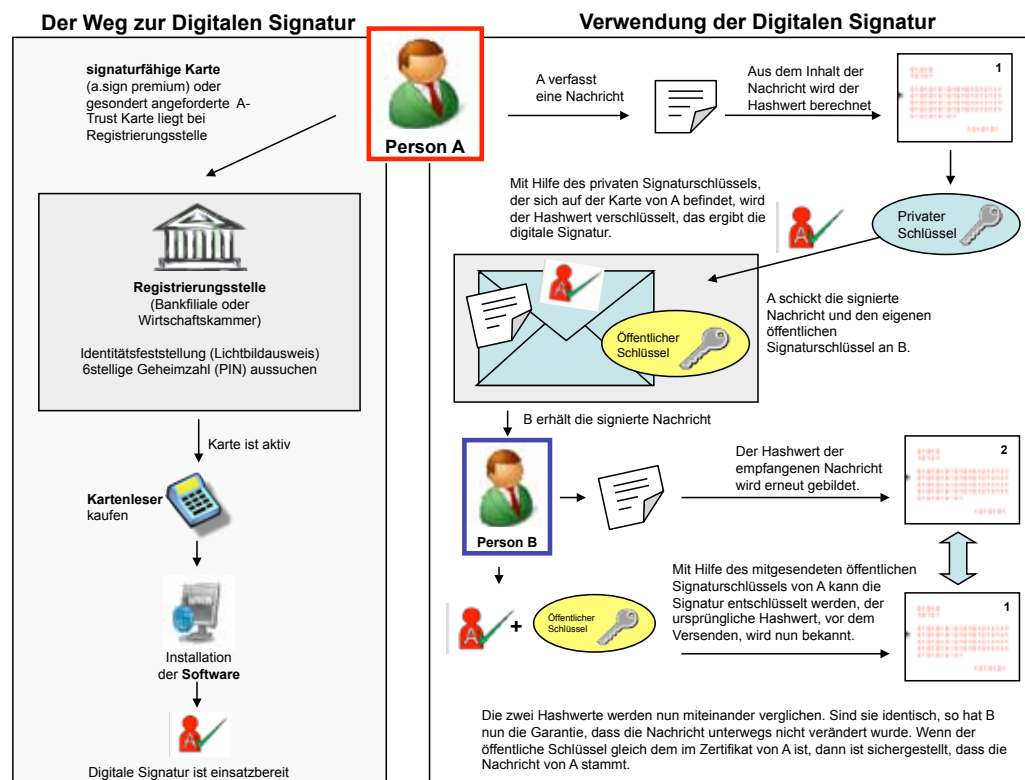 Der Weg zur Digitalen Signatur
signaturfähige Karte
(a.sign premium) oder
gesondert angeforderte A-
Trust Karte liegt bei
Registrierungsstelle
Person A
Registrierungsstelle
(Bankfiliale oder
Wirtschaftskammer)
Identitätsfeststellung (Lichtbildausweis)
6stellige Geheimzahl (PIN) aussuchen
Karte ist aktiv
Kartenleser
kaufen
Installation
der Software
A
Digitale Signatur ist einsatzbereit
Verwendung der Digitalen Signatur
A verfasst
eine Nachricht
Aus dem Inhalt der
Nachricht wird der
Hashwert berechnet
1
Mit Hilfe des privaten Signaturschlüssels,
der sich auf der Karte von A befindet, wird
der Hashwert verschlüsselt, das ergibt die
digitale Signatur.
A
Privater
Schlüssel
A
Öffentlicher
Schlüssel
A schickt die signierte
Nachricht und den eigenen
öffentlichen
Signaturschlüssel an B.
B erhält die signierte Nachricht
Person B
Der Hashwert der
empfangenen Nachricht
wird erneut gebildet.
2
A
+
Öffentlicher
Schlüssel
Mit Hilfe des mitgesendeten öffentlichen
Signaturschlüssels von A kann die
Signatur entschlüsselt werden, der
ursprüngliche Hashwert, vor dem
Versenden, wird nun bekannt.
1
Die zwei Hashwerte werden nun miteinander verglichen. Sind sie identisch, so hat B
nun die Garantie, dass die Nachricht unterwegs nicht verändert wurde. Wenn der
öffentliche Schlüssel gleich dem im Zertifikat von A ist, dann ist sichergestellt, dass die
Nachricht von A stammt.